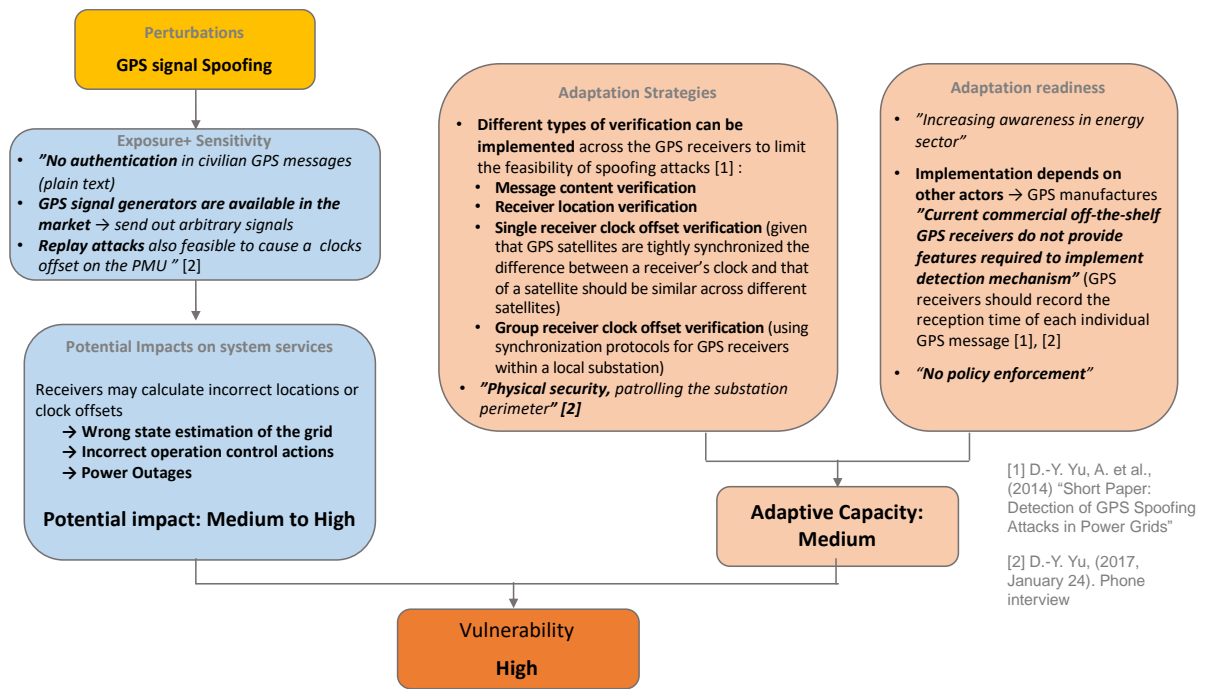 Perturbations
GPS signal Spoofing
Exposure+ Sensitivity
• "No authentication in civilian GPS messages
(plain text)
• GPS signal generators are available in the
market → send out arbitrary signals
• Replay attacks also feasible to cause a clocks
offset on the PMU " [2]
Potential Impacts on system services
Receivers may calculate incorrect locations or
clock offsets
→ Wrong state estimation of the grid
→ Incorrect operation control actions
→ Power Outages
Potential impact: Medium to High
Adaptation Strategies
• Different types of verification can be
implemented across the GPS receivers to limit
the feasibility of spoofing attacks [1] :
• Message content verification
• Receiver location verification
• Single receiver clock offset verification (given
that GPS satellites are tightly synchronized the
difference between a receiver's clock and that
of a satellite should be similar across different
satellites)
• Group receiver clock offset verification (using
synchronization protocols for GPS receivers
within a local substation)
• "Physical security, patrolling the substation
perimeter" [2]
Adaptation readiness
• "Increasing awareness in energy
sector"
• Implementation depends on
other actors → GPS manufactures
"Current commercial off-the-shelf
GPS receivers do not provide
features required to implement
detection mechanism" (GPS
receivers should record the
reception time of each individual
GPS message [1], [2]
• "No policy enforcement"
Adaptive Capacity:
Medium
[1] D.-Y. Yu, A. et al.,
(2014) "Short Paper:
Detection of GPS Spoofing
Attacks in Power Grids"
[2] D.-Y. Yu, (2017,
January 24). Phone
interview
Vulnerability
High